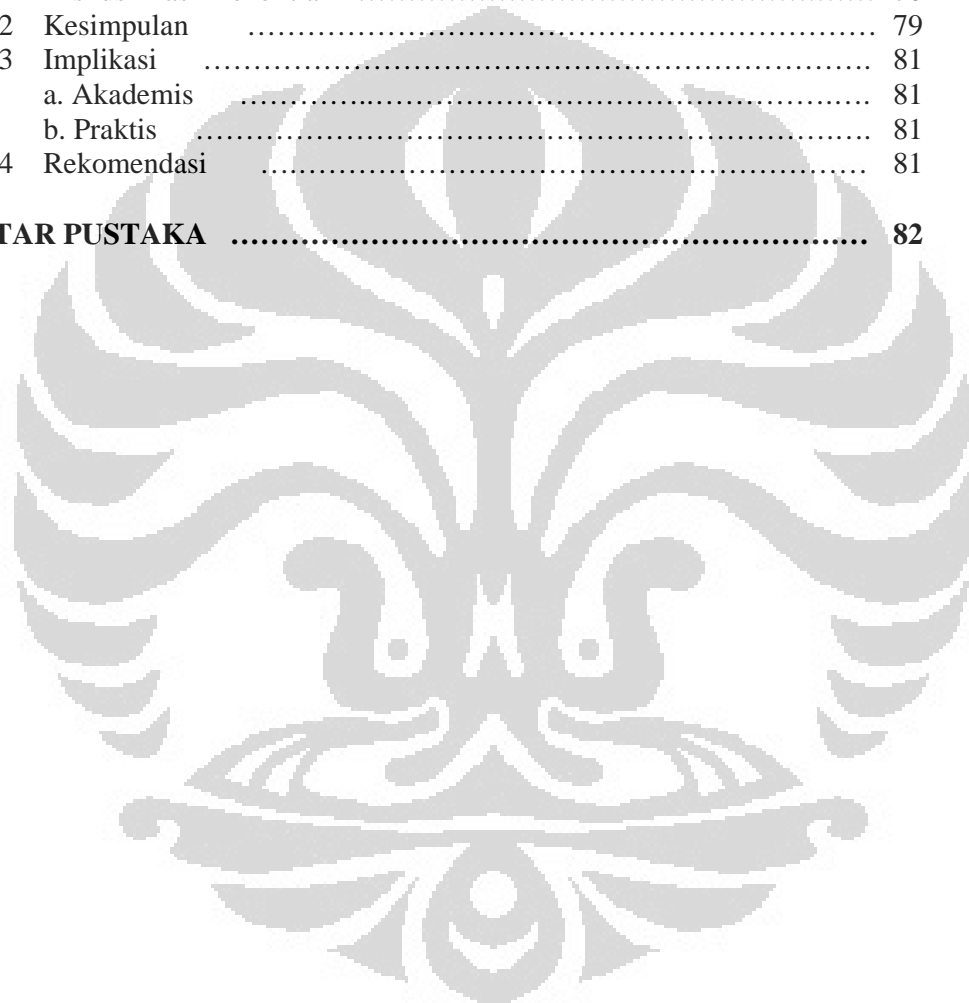 2 Kesimpulan ……………………………………………………………… 79
3 Implikasi …………………………………………………………………. 81
a. Akademis …………..………………………………………………. 81
b. Praktis …………………………………………………………………. 81
4 Rekomendasi ….………………………………………………………… 81
TAR PUSTAKA ……………………………………………………………… 82